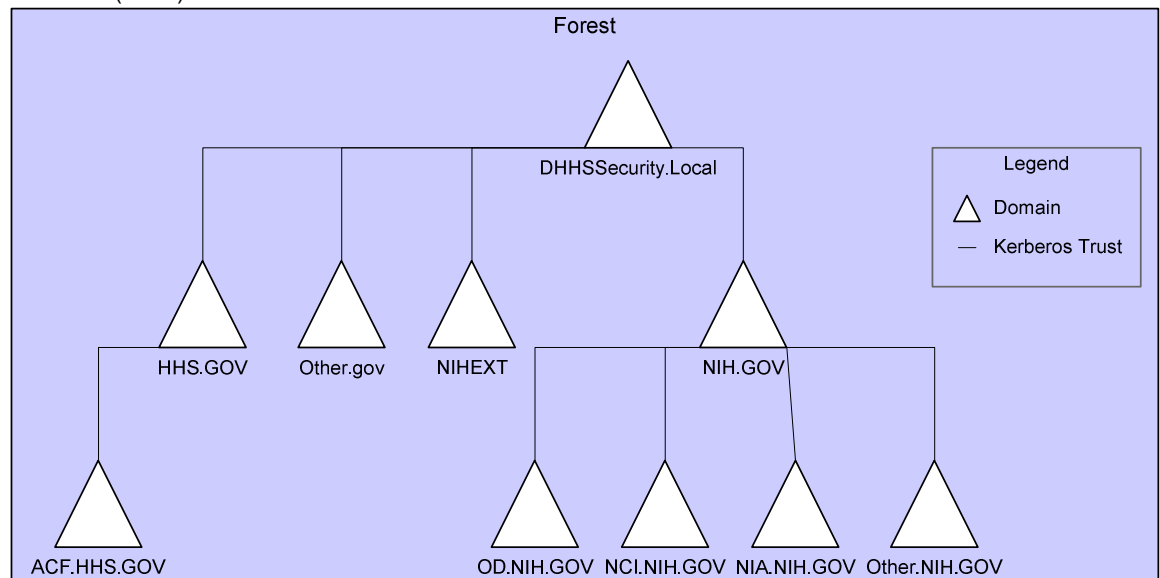 Forest
DHHSSecurity.Local
Legend
Domain
Kerberos Trust
HHS.GOV
Other.gov
NIHEXT
NIH.GOV
ACF.HHS.GOV
OD.NIH.GOV
NCI.NIH.GOV
NIA.NIH.GOV
Other.NIH.GOV